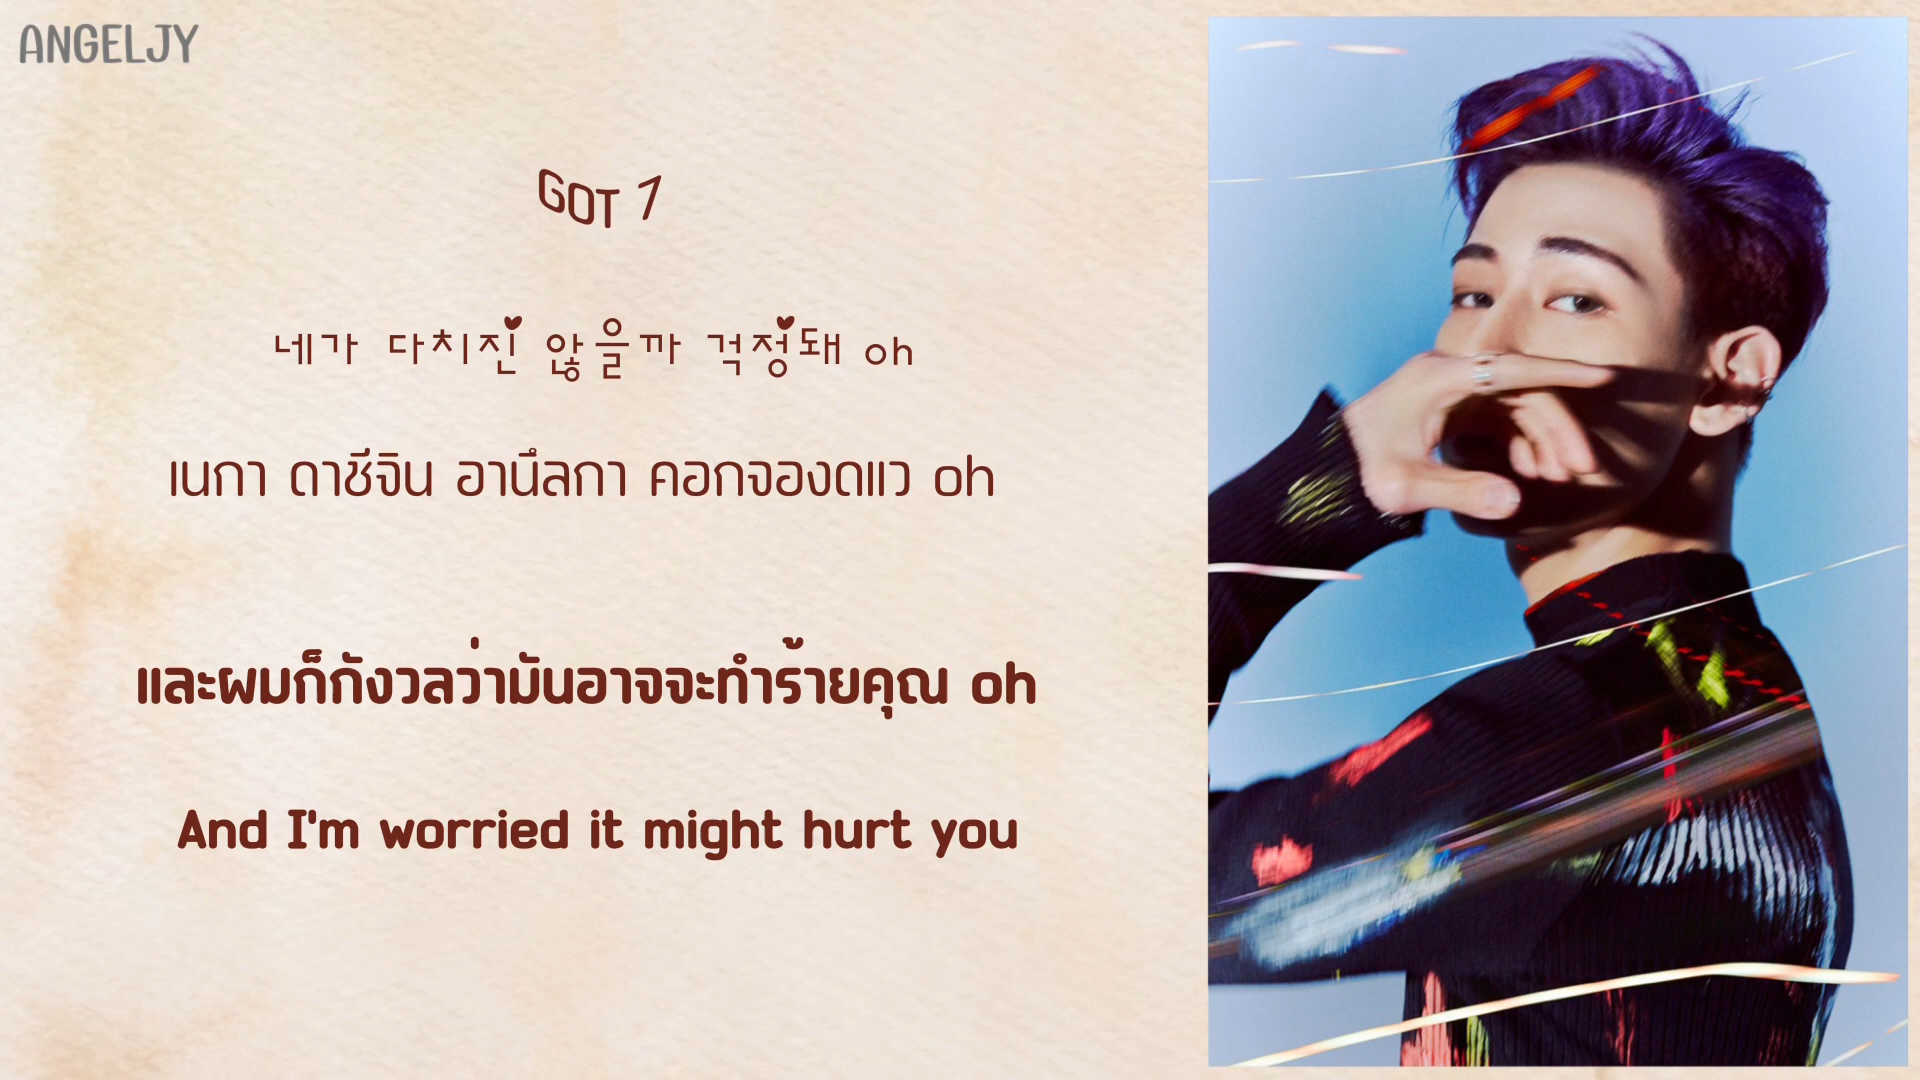 ANGELJY
GOT 7
네가 다치진 않을까 걱정돼 oh
เนกา ดาชีจิน อานึลกา คอกจองดแว oh
และผมก็กังวลว่ามันอาจจะทำร้ายคุณ oh
And I'm worried it might hurt you